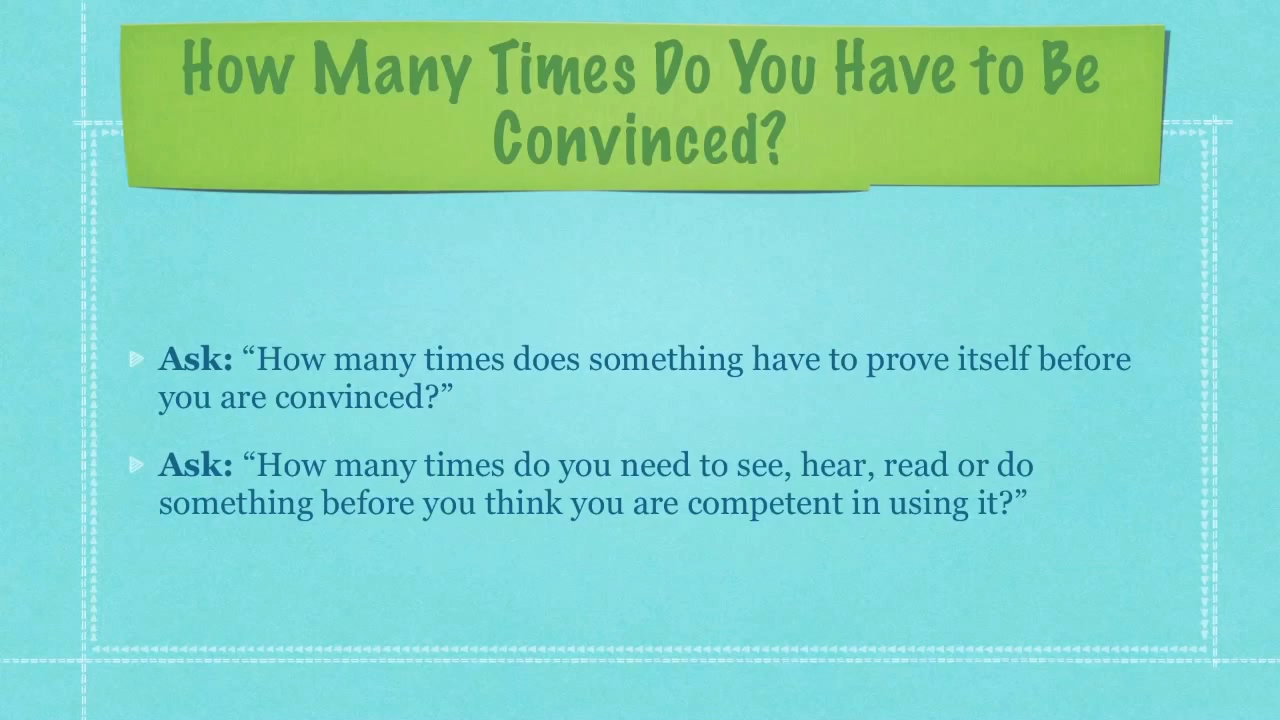 How Many Times Do You Have to Be
Convinced?
Ask: “How many times does something have to prove itself before
you are convinced?”
Ask: “How many times do you need to see, hear, read or do
something before you think you are competent in using it?”